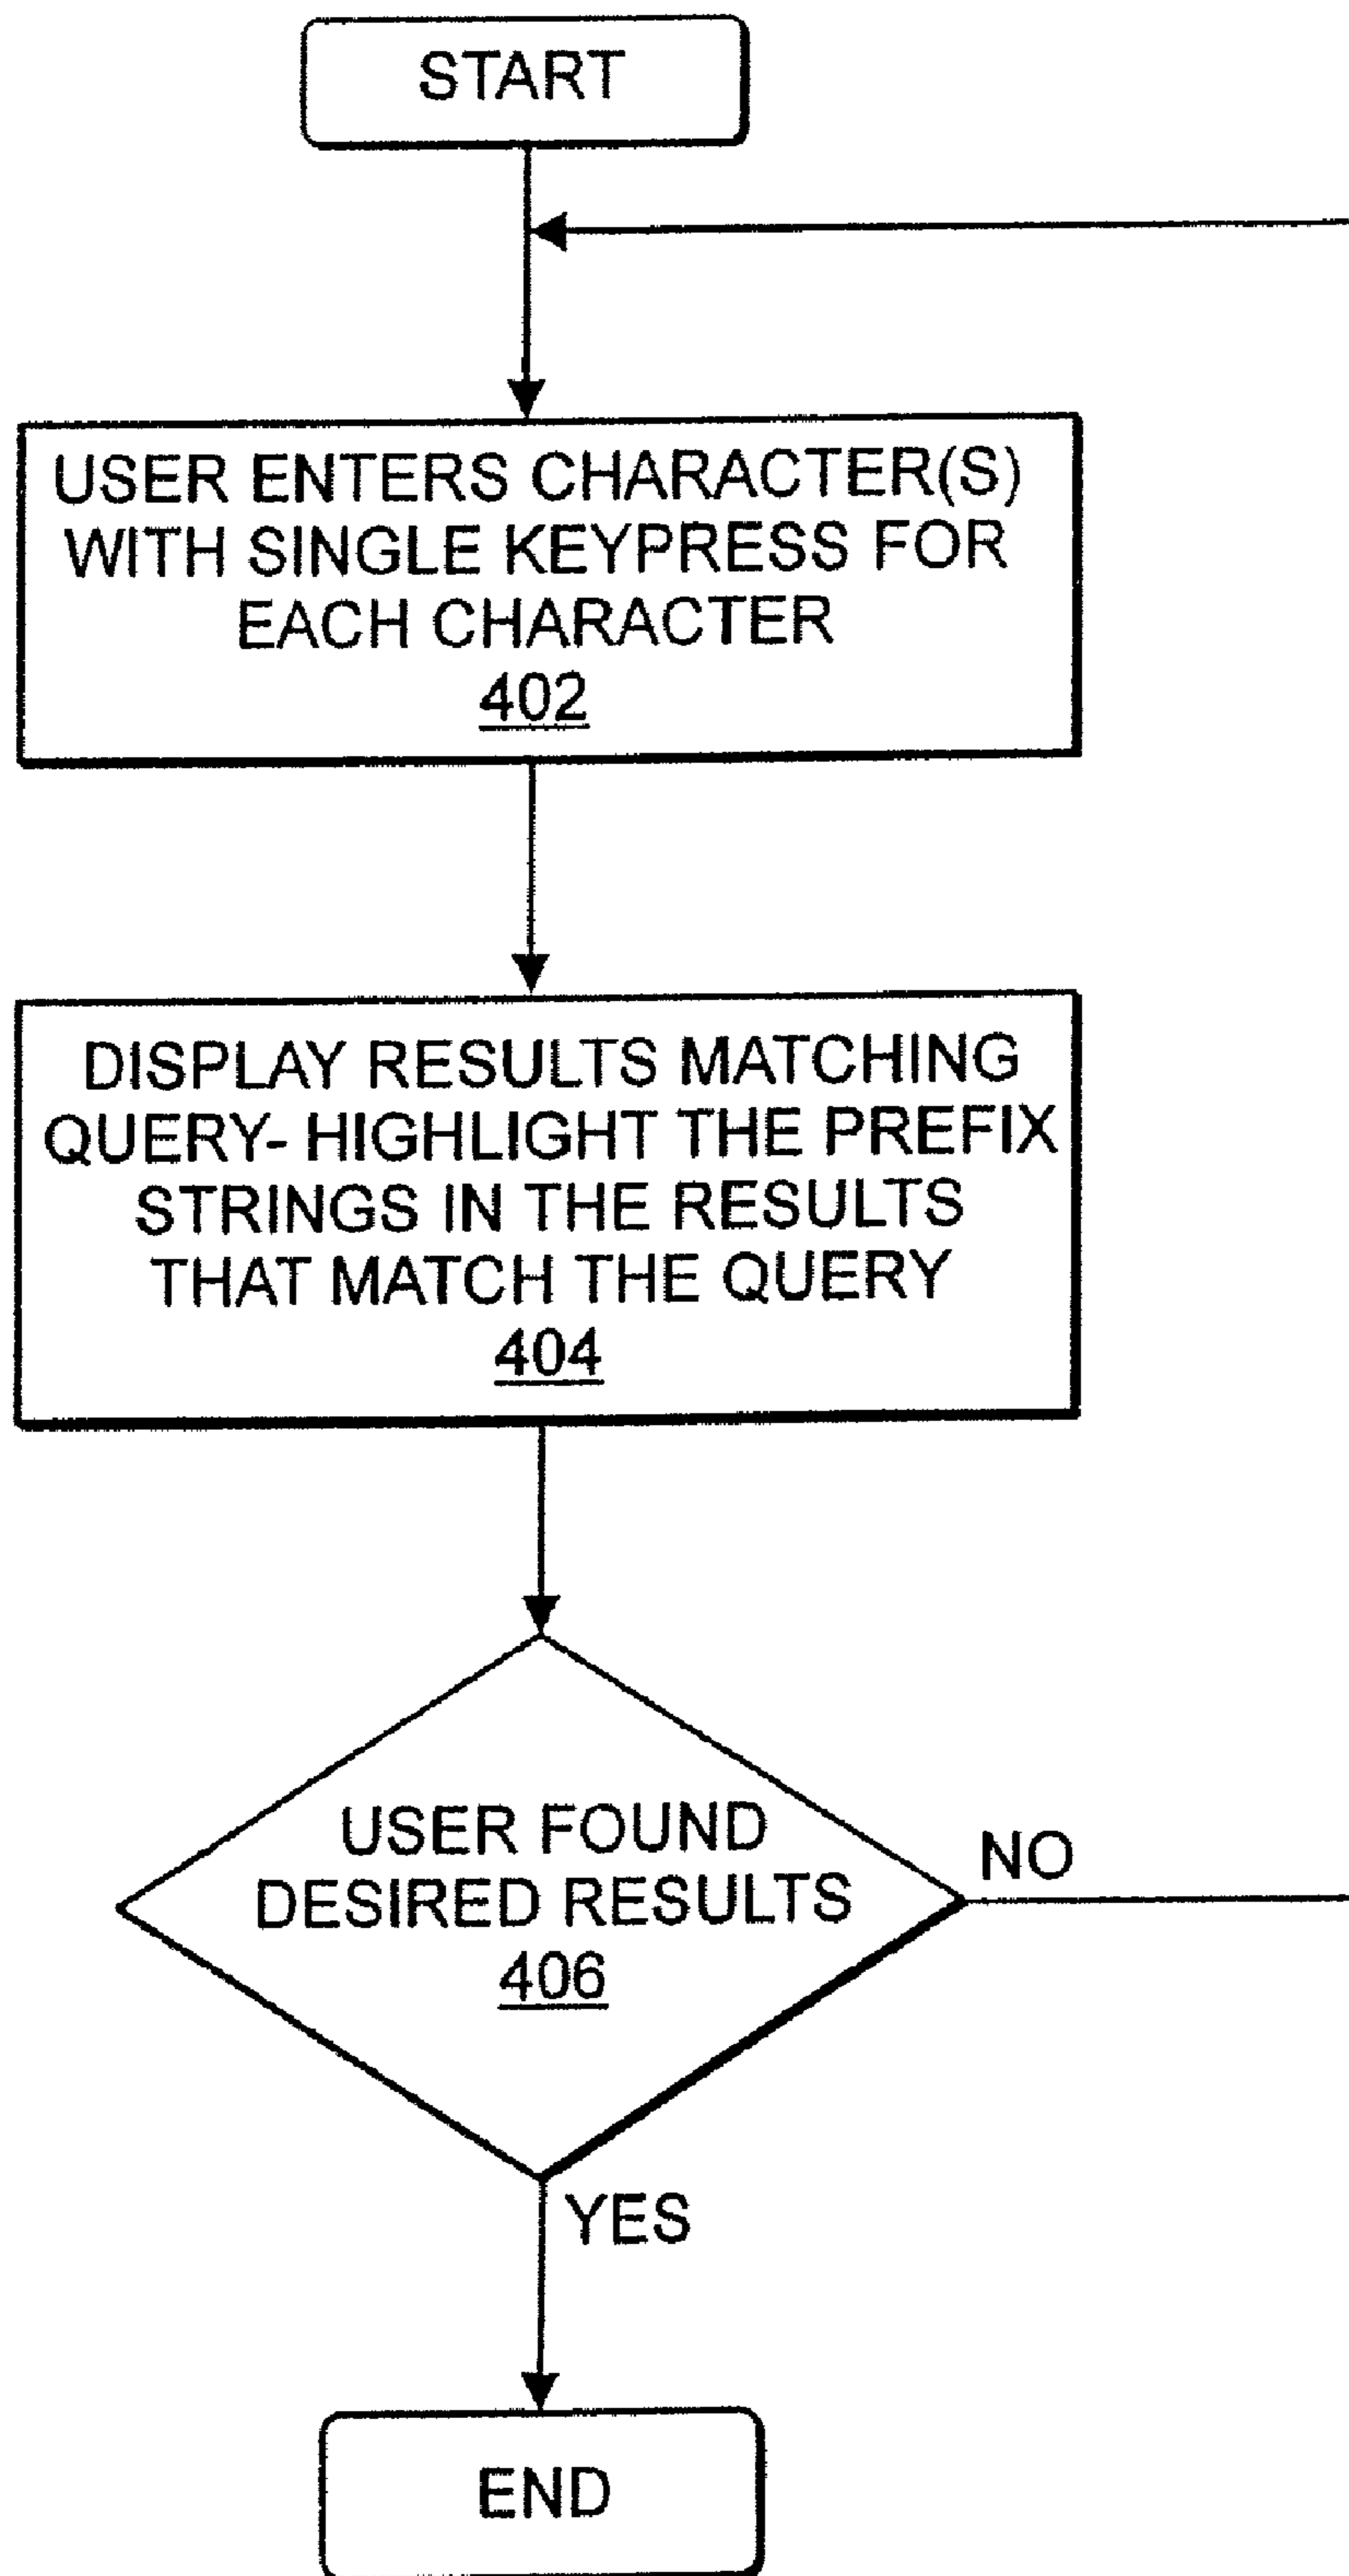 START
USER ENTERS CHARACTER(S)
WITH SINGLE KEYPRESS FOR
EACH CHARACTER
402
DISPLAY RESULTS MATCHING
QUERY- HIGHLIGHT THE PREFIX
STRINGS IN THE RESULTS
THAT MATCH THE QUERY
404
USER FOUND
DESIRED RESULTS
406
NO
YES
END